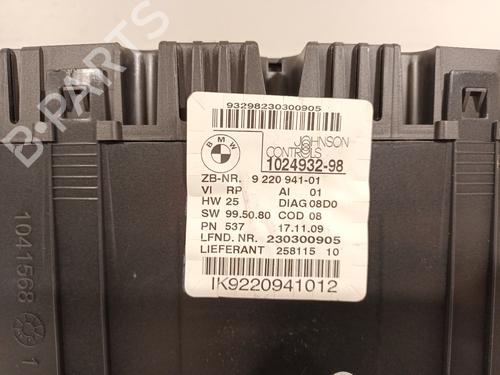 93298230300905
BMW
JOHNSON
CONTROLS
1024932-98
ZB-NR. 9 220 941-01
VI RP AI 01
HW 25 DIAG 08D0
SW 99.50.80 COD 08
PN 537 17.11.09
LFND. NR. 230300905
LIEFERANT 258115 10
IK9220941012
1041568 1
B-PARTS